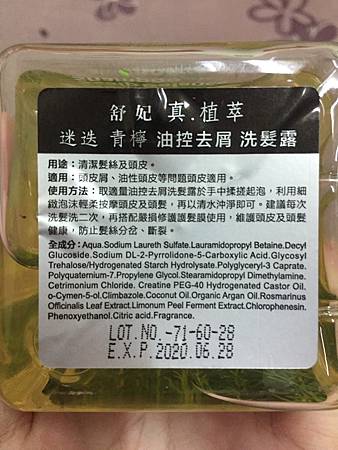 舒妃 真.植萃
迷迭 青檸 油控去屑 洗髮露
用途：清潔髮絲及頭皮。
適用：頭皮屑、油性頭皮等問題頭皮適用。
使用方法：取適量油控去屑洗髮露於手中揉搓起泡，利用細
緻泡沫輕柔按摩頭皮及頭髮，再以清水沖淨即可。建議每次
洗髮洗二次，再搭配嚴損修護護髮膜使用，維護頭皮及頭髮
健康，防止髮絲分岔、斷裂。
全成分：Aqua.Sodium Laureth Sulfate.Lauramidopropyl Betaine.Decyl
Glucoside.Sodium DL-2-Pyrrolidone-5-Carboxylic Acid.Glycosyl
Trehalose/Hydrogenated Starch Hydrolysate.Polyglyceryl-3 Caprate.
Polyquaternium-7.Propylene Glycol.Stearamidopropyl Dimethylamine.
Cetrimonium Chloride. Creatine PEG-40 Hydrogenated Castor Oil.
o-Cymen-5-ol.Climbazole.Coconut Oil.Organic Argan Oil.Rosmarinus
Officinalis Leaf Extract.Limonum Peel Ferment Extract.Chlorophenesin.
Phenoxyethanol.Citric acid.Fragrance.
LOT.NO.-71-60-28
E.X.P.2020.06.28